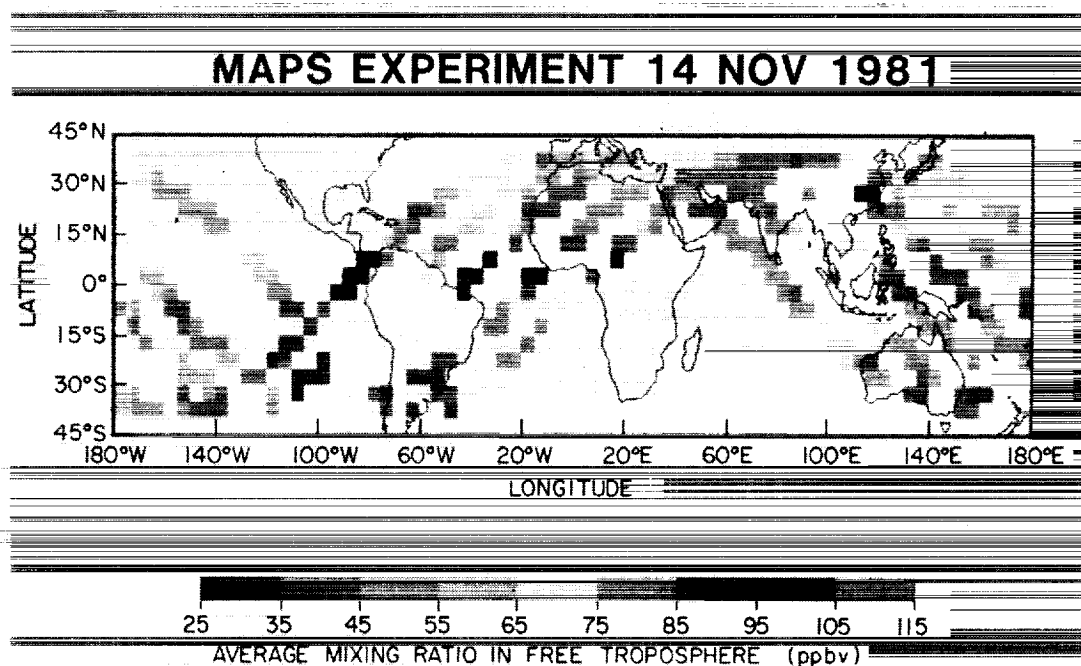 MAPS EXPERIMENT 14 NOV 1981
45°N
30°N
15°N
0°
15°S
30°S
45°S
LATITUDE
180°W 140°W 100°W 60°W 20°W 20°E 60°E 100°E 140°E 180°E
LONGITUDE
25 35 45 55 65 75 85 95 105 115
AVERAGE MIXING RATIO IN FREE TROPOSPHERE (ppbv)